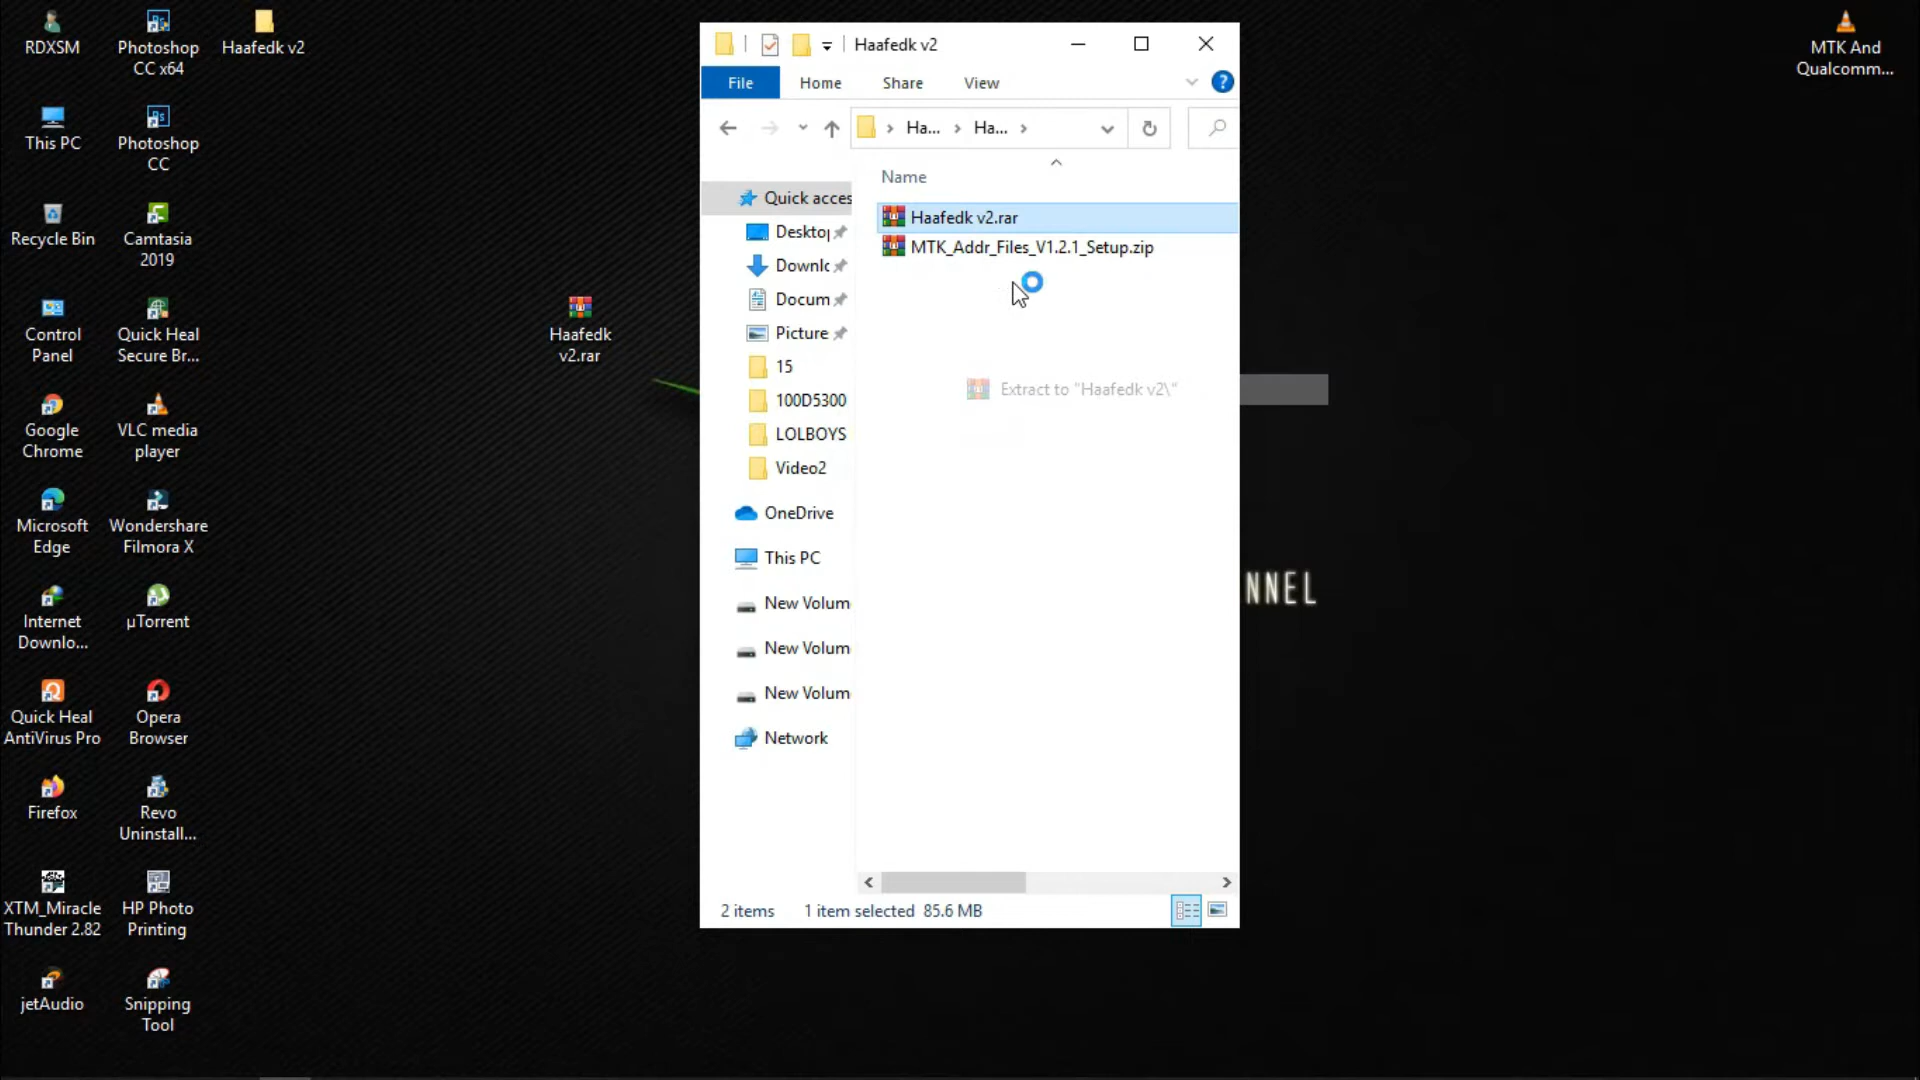 RDXSM
Photoshop
CC x64
Haafedk v2
This PC
Photoshop
CC
Recycle Bin
Camtasia
2019
Control
Panel
Quick Heal
Secure Br...
Google
Chrome
VLC media
player
Microsoft
Edge
Wondershare
Filmora X
Internet
Downlo...
µTorrent
Quick Heal
AntiVirus Pro
Opera
Browser
Firefox
Revo
Uninstall...
XTM_Miracle
Thunder 2.82
HP Photo
Printing
jetAudio
Snipping
Tool
Haafedk
v2.rar
Haafedk v2
File
Home
Share
View
Ha...
Ha...
Name
Quick acces
Desktop
Downlo
Docum
Picture
15
100D5300
LOLBOYS
Video2
OneDrive
This PC
New Volum
New Volum
New Volum
Network
Haafedk v2.rar
MTK_Addr_Files_V1.2.1_Setup.zip
Extract to "Haafedk v2\"
2 items
1 item selected 85.6 MB
NNEL
MTK And
Qualcomm...